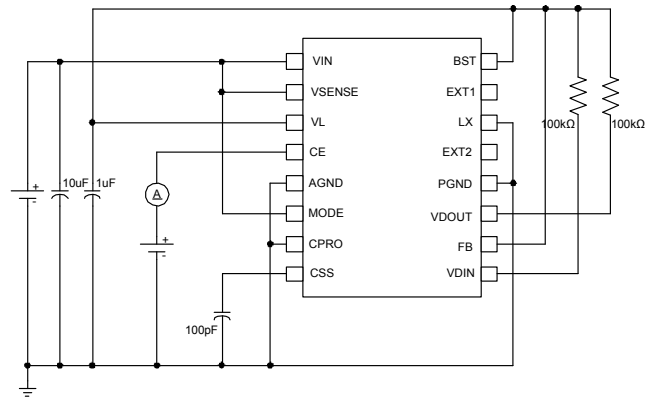 VIN BST
VSENSE EXT1
VL LX
100kΩ 100kΩ
CE EXT2
10uF 1uF
+
-
A
AGND PGND
MODE VDOUT
+
-
CPRO FB
CSS VDIN
100pF